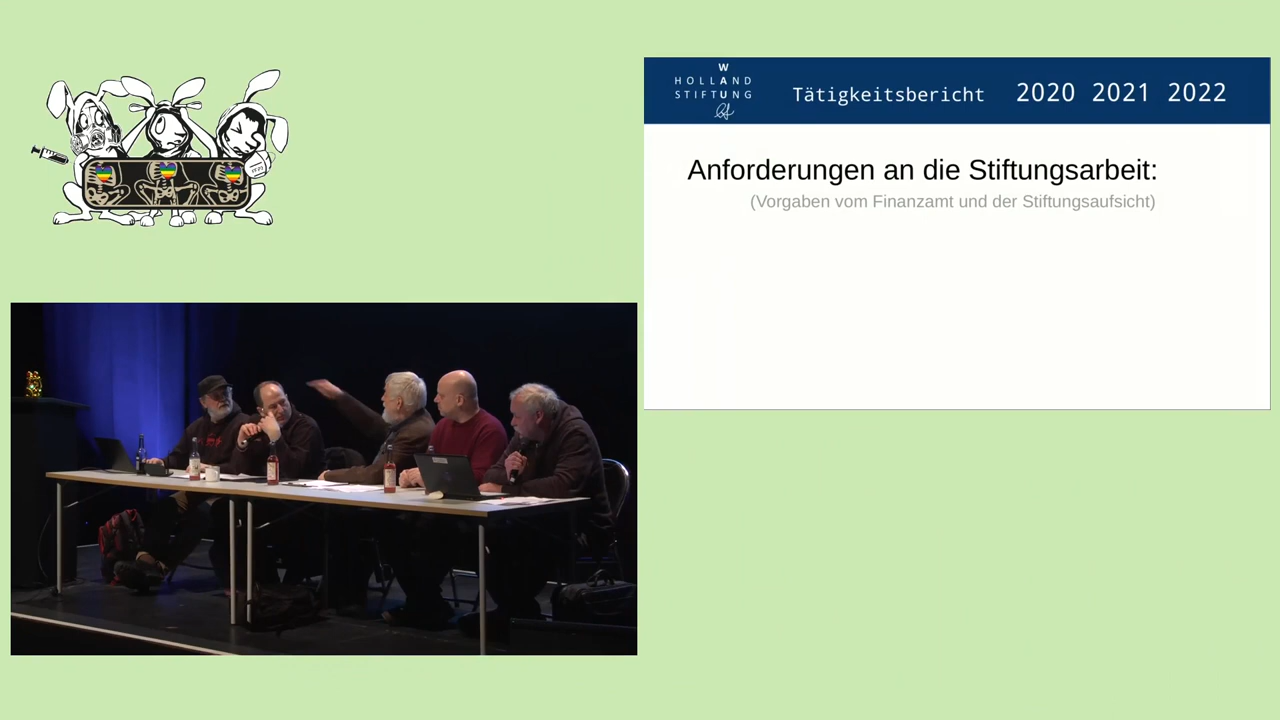 W
HOLLAND
STIFTUNG
Tätigkeitsbericht 2020 2021 2022
Anforderungen an die Stiftungsarbeit:
(Vorgaben vom Finanzamt und der Stiftungsaufsicht)